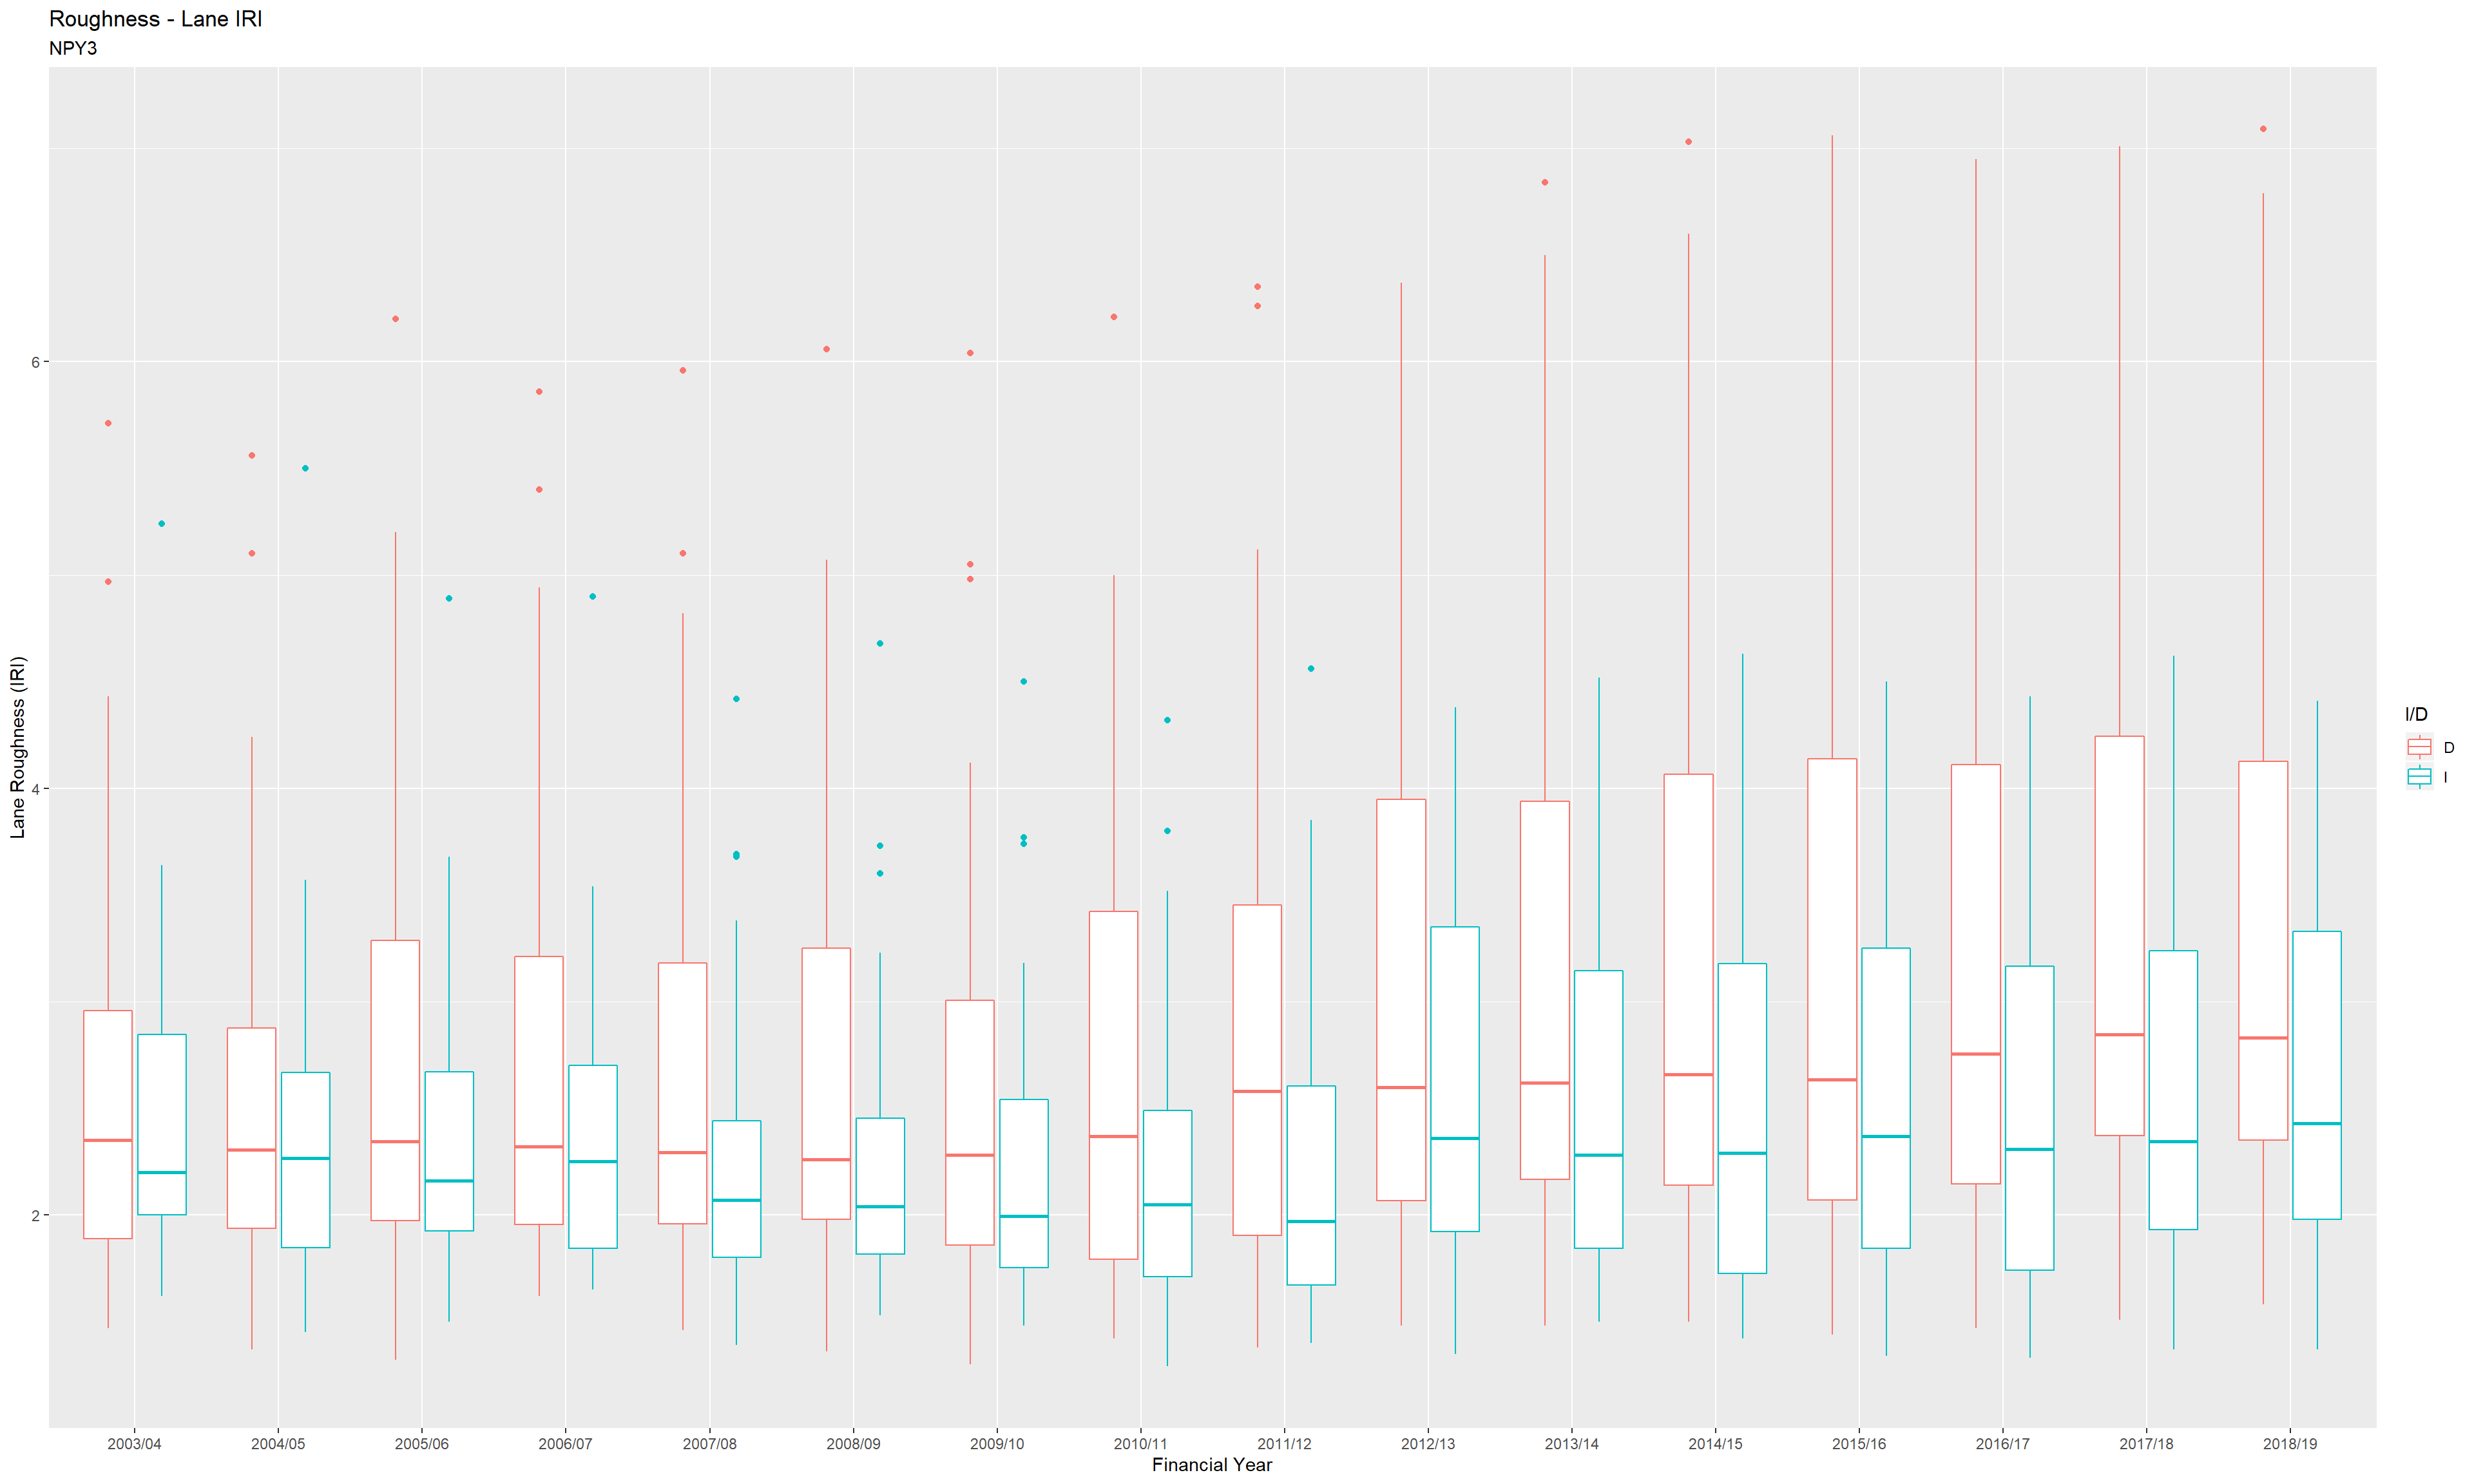 Roughness - Lane IRI
NPY3
Lane Roughness (IRI)
6
4
2
2003/04 2004/05 2005/06 2006/07 2007/08 2008/09 2009/10 2010/11 2011/12 2012/13 2013/14 2014/15 2015/16 2016/17 2017/18 2018/19
Financial Year
I/D
D
I